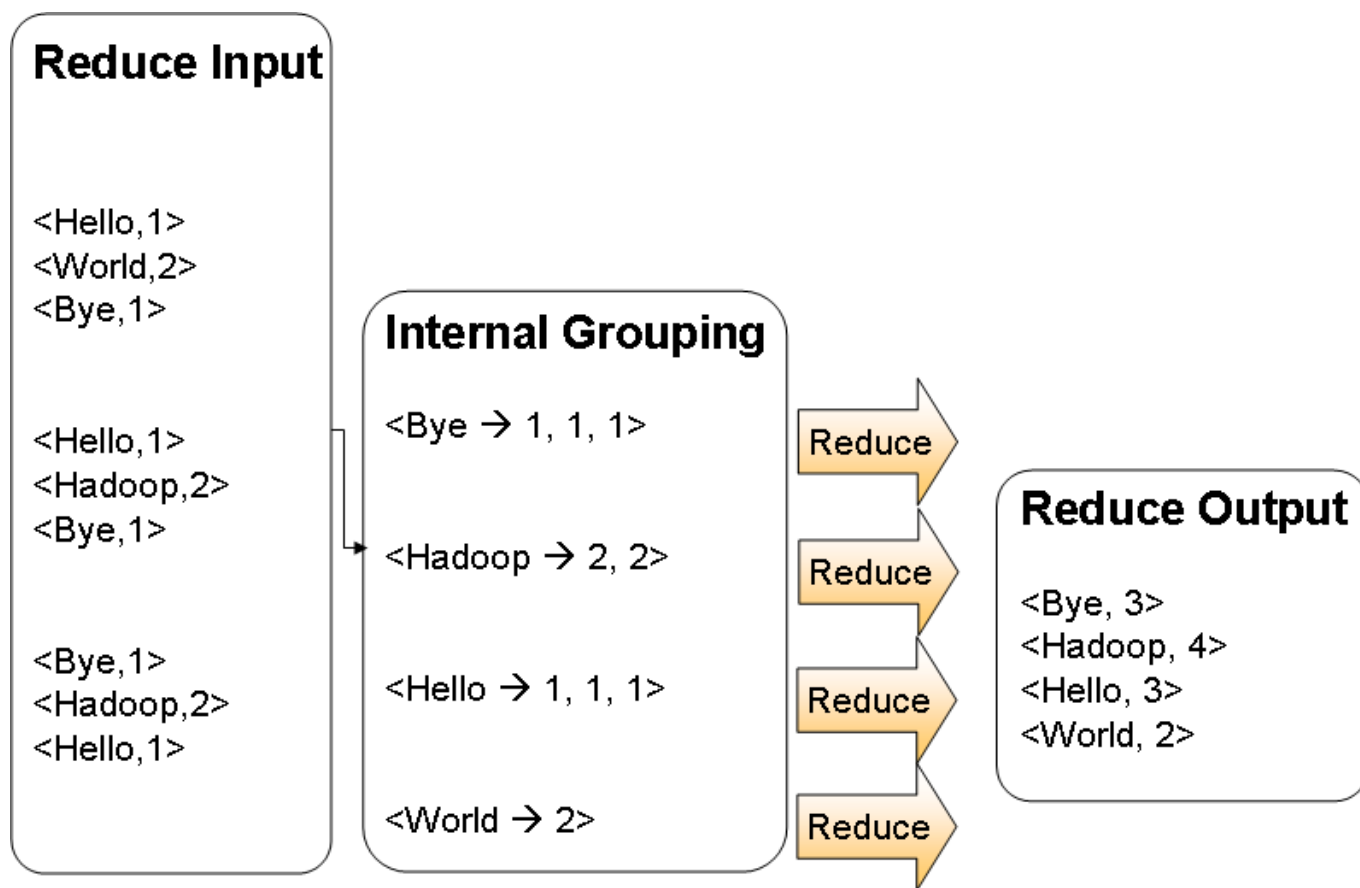 Reduce Input
<Hello,1>
<World,2>
<Bye,1>
<Hello,1>
<Hadoop,2>
<Bye,1>
<Bye,1>
<Hadoop,2>
<Hello,1>
Internal Grouping
<Bye → 1, 1, 1>
<Hadoop → 2, 2>
<Hello → 1, 1, 1>
<World → 2>
Reduce
Reduce
Reduce
Reduce
Reduce Output
<Bye, 3>
<Hadoop, 4>
<Hello, 3>
<World, 2>